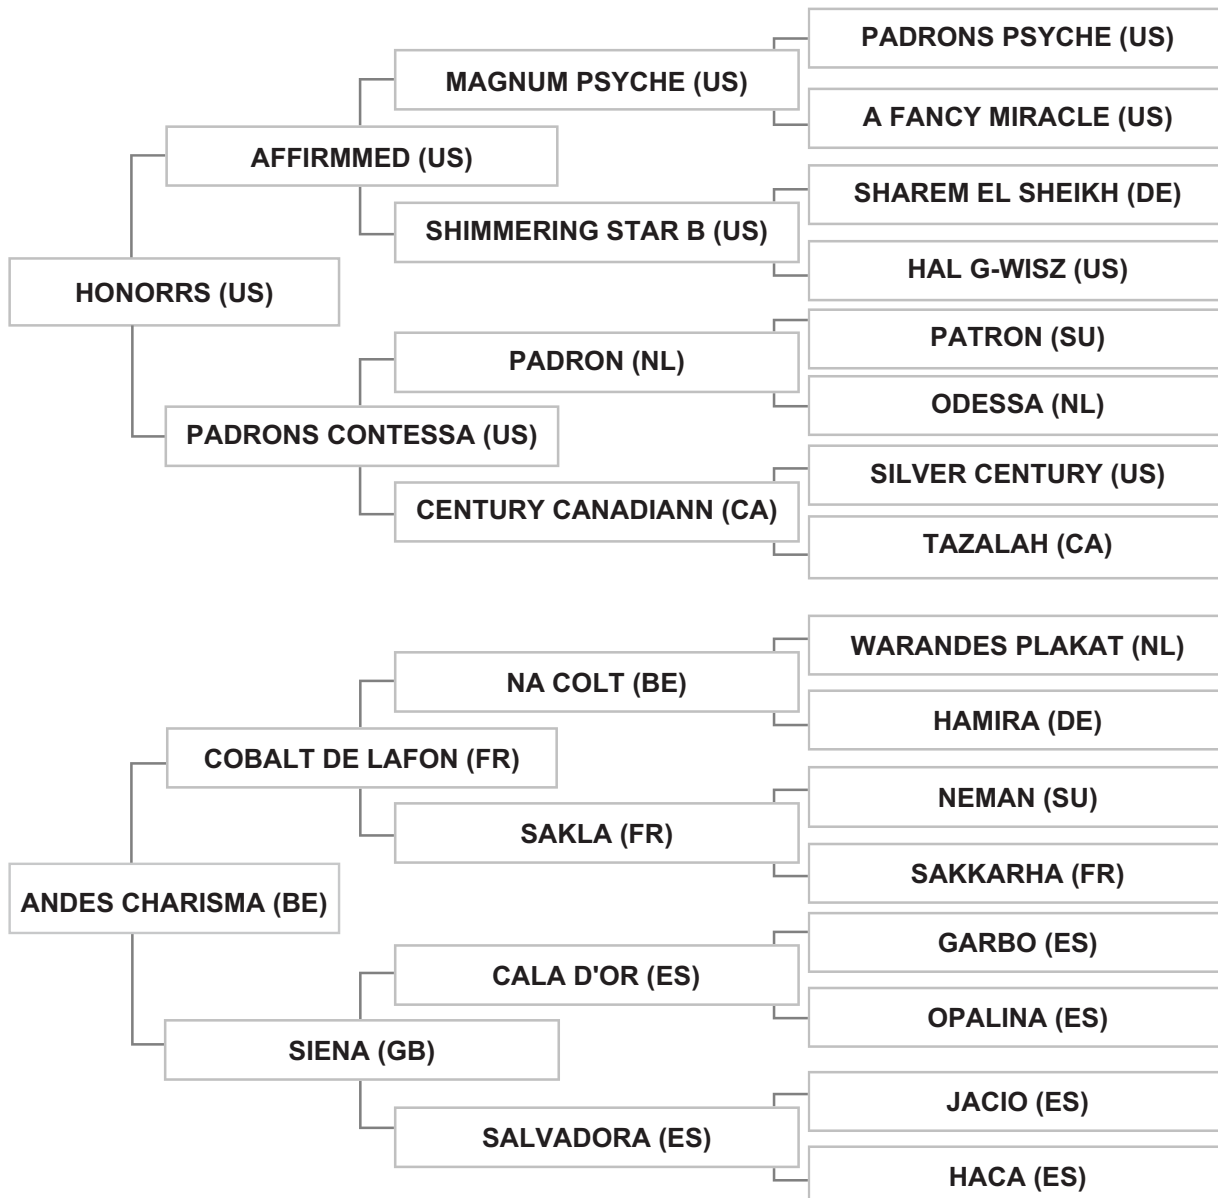 PADRONS PSYCHE (US)
MAGNUM PSYCHE (US)
A FANCY MIRACLE (US)
AFFIRMMED (US)
SHAREM EL SHEIKH (DE)
SHIMMERING STAR B (US)
HAL G-WISZ (US)
HONORRS (US)
PATRON (SU)
PADRON (NL)
ODESSA (NL)
PADRONS CONTESSA (US)
SILVER CENTURY (US)
CENTURY CANADIANN (CA)
TAZALAH (CA)
WARANDES PLAKAT (NL)
NA COLT (BE)
HAMIRA (DE)
COBALT DE LAFON (FR)
NEMAN (SU)
SAKLA (FR)
SAKKARHA (FR)
ANDES CHARISMA (BE)
GARBO (ES)
CALA D'OR (ES)
OPALINA (ES)
SIENA (GB)
JACIO (ES)
SALVADORA (ES)
HACA (ES)